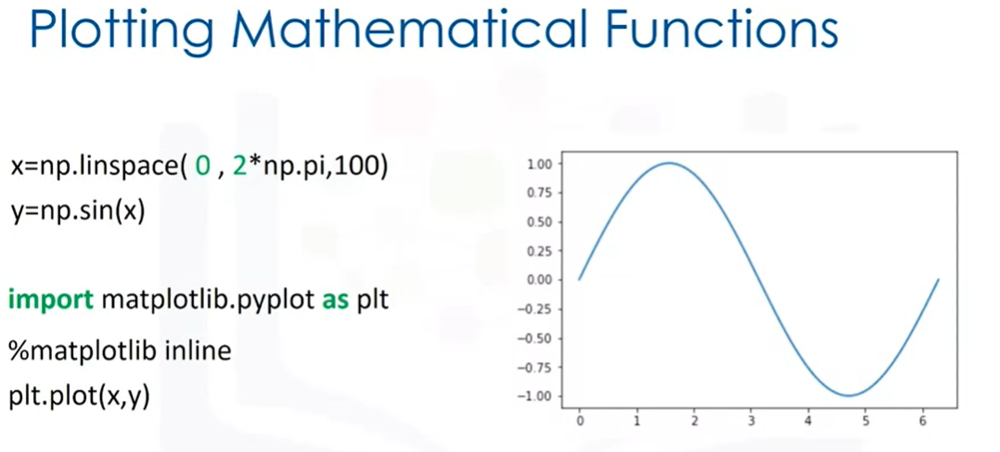 Plotting Mathematical Functions
x=np.linspace( 0 , 2*np.pi,100)
y=np.sin(x)
import matplotlib.pyplot as plt
%matplotlib inline
plt.plot(x,y)
1.00
0.75
0.50
0.25
0.00
−0.25
−0.50
−0.75
−1.00
0 1 2 3 4 5 6